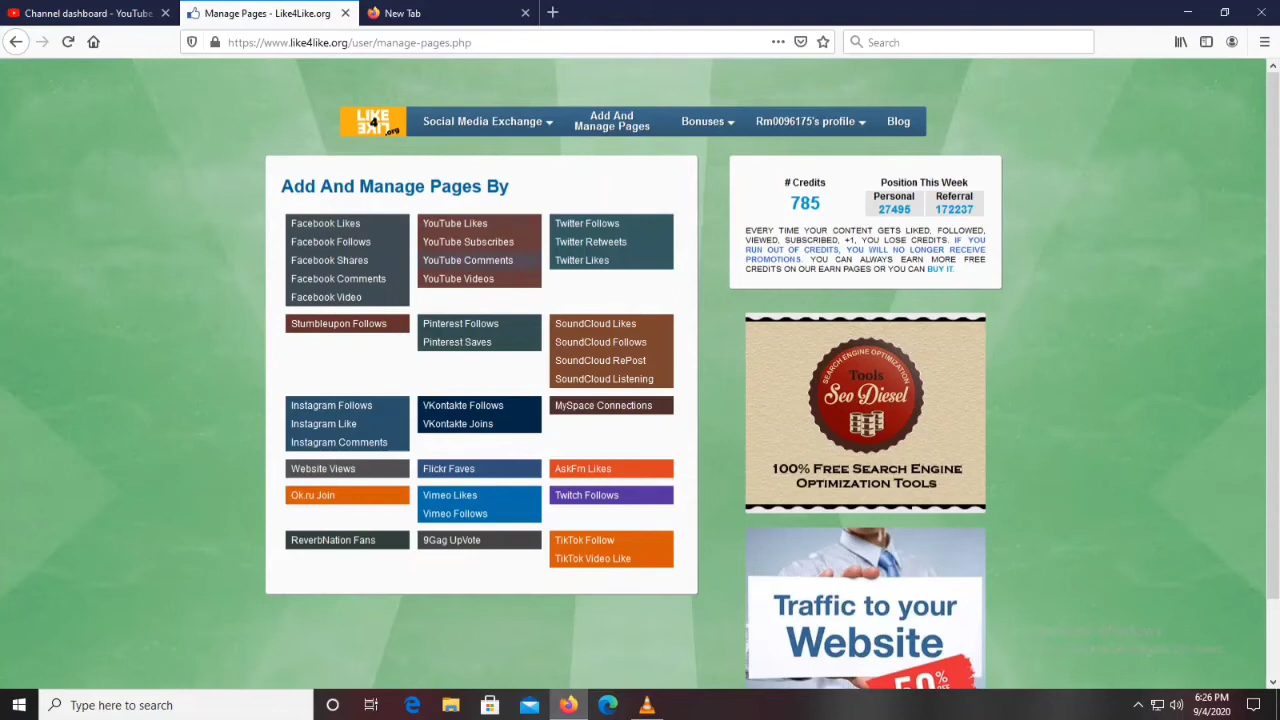 Channel dashboard - YouTube
Manage Pages - Like4Like.org
New Tab
https://www.like4like.org/user/manage-pages.php
Search
LIKE
4
LIKE
.org
Social Media Exchange
Add And
Manage Pages
Bonuses
Rm0096175's profile
Blog
Add And Manage Pages By
Facebook Likes
Facebook Follows
Facebook Shares
Facebook Comments
Facebook Video
YouTube Likes
YouTube Subscribes
YouTube Comments
YouTube Videos
Twitter Follows
Twitter Retweets
Twitter Likes
Stumbleupon Follows
Pinterest Follows
Pinterest Saves
SoundCloud Likes
SoundCloud Follows
SoundCloud RePost
SoundCloud Listening
Instagram Follows
Instagram Like
Instagram Comments
VKontakte Follows
VKontakte Joins
MySpace Connections
Website Views
Flickr Faves
AskFm Likes
Ok.ru Join
Vimeo Likes
Vimeo Follows
Twitch Follows
ReverbNation Fans
9Gag UpVote
TikTok Follow
TikTok Video Like
# Credits
785
Position This Week
Personal
27495
Referral
172237
EVERY TIME YOUR CONTENT GETS LIKED, FOLLOWED,
VIEWED, SUBSCRIBED, +1, YOU LOSE CREDITS. IF YOU
RUN OUT OF CREDITS, YOU WILL NO LONGER RECEIVE
PROMOTIONS. YOU CAN ALWAYS EARN MORE FREE
CREDITS ON OUR EARN PAGES OR YOU CAN BUY IT.
SEARCH ENGINE OPTIMIZATION
Tools
Seo Diesel
100% FREE SEARCH ENGINE
OPTIMIZATION TOOLS
Traffic to your
Website
50%
Type here to search
6:26 PM
9/4/2020